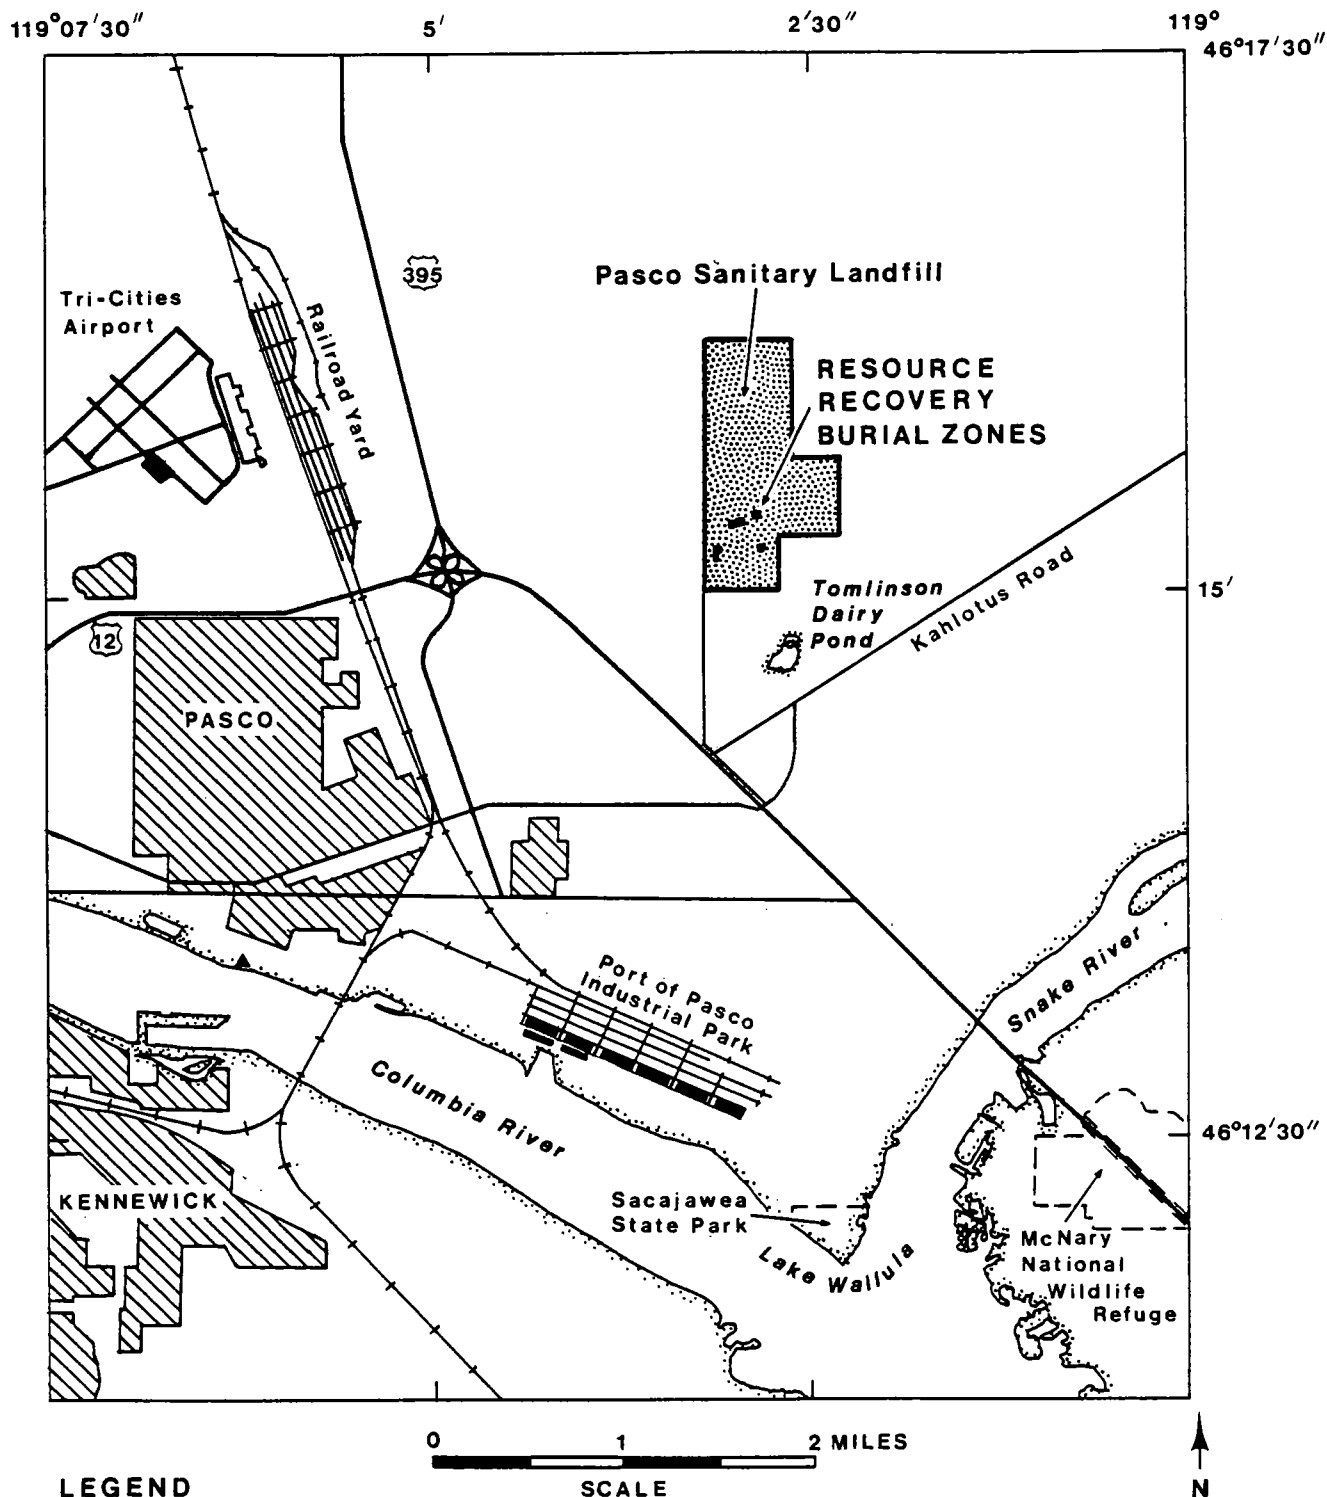 119°07'30" 5' 2'30" 119°
46°17'30"
395
Pasco Sanitary Landfill
Tri-Cities
Airport
Railroad Yard
RESOURCE
RECOVERY
BURIAL ZONES
Tomlinson
Dairy
Pond
Kahlotus Road
15'
12
PASCO
Port of Pasco
Industrial Park
Snake River
Columbia River
46°12'30"
KENNEWICK
Sacajawea
State Park
Lake Wallula
McNary
National
Wildlife
Refuge
0 1 2 MILES
SCALE
LEGEND
N